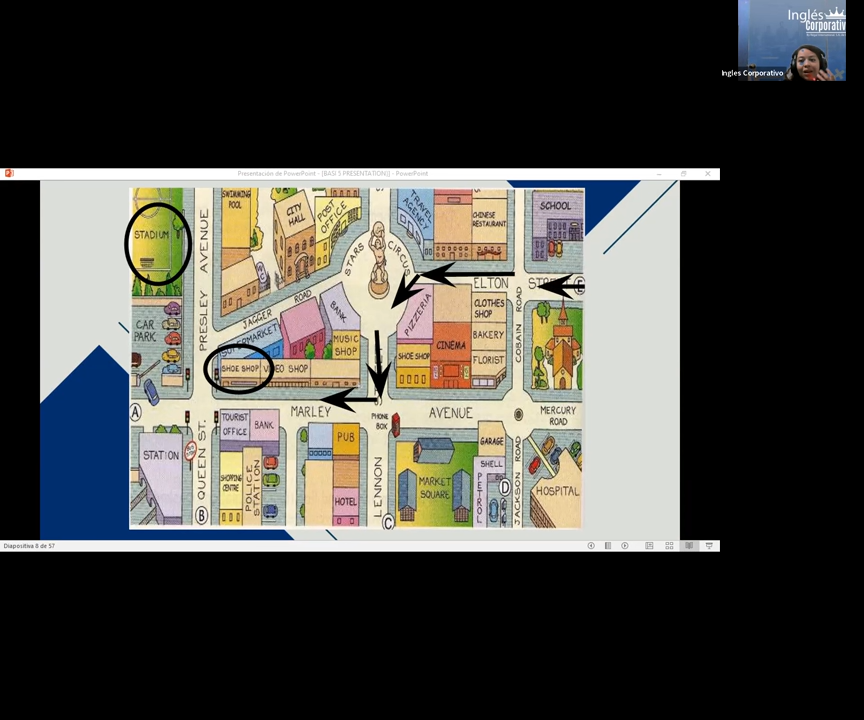 Inglés
Corporativo
Ingles Corporativo
Presentación de PowerPoint - [BASI 5 PRESENTATION] - PowerPoint
STADIUM
PRESLEY AVENUE
SWIMMING
POOL
CITY
HALL
POST
OFFICE
STARS CIRCUS
TRAVEL
AGENCY
CHINESE
RESTAURANT
SCHOOL
ELTON
E
CAR
PARK
JAGGER ROAD
SUPERMARKET
BANK
MUSIC
SHOP
SHOE SHOP
VIDEO SHOP
PIZZERIA
SHOE SHOP
CINEMA
CLOTHES
SHOP
BAKERY
FLORIST
COBAIN ROAD
A
MARLEY
PHONE
BOX
AVENUE
MERCURY
ROAD
STATION
QUEEN ST.
B
TOURIST
OFFICE
BANK
SHOPPING
CENTRE
POLICE
STATION
PUB
HOTEL
LENNON
C
MARKET
SQUARE
GARAGE
SHELL
PETROL
D
JACKSON ROAD
HOSPITAL
Diapositiva 8 de 57